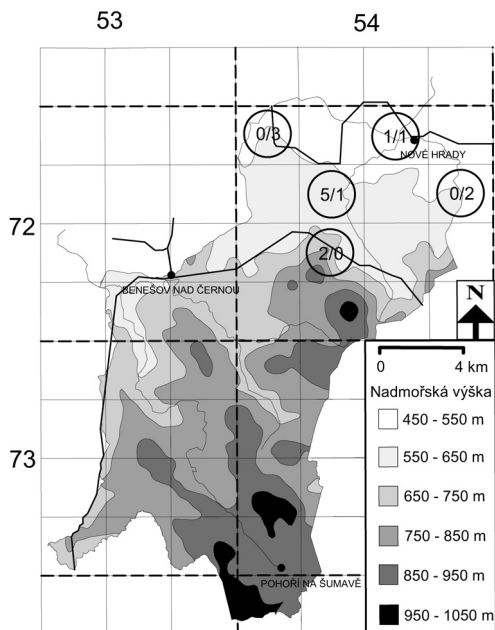 53 54
0/3 1/1
NOVÉ HRADY
5/1 0/2
72
2/0
BENEŠOV NAD ČERNOU
N
0 4 km
Nadmořská výška
450 - 550 m
550 - 650 m
650 - 750 m
750 - 850 m
850 - 950 m
950 - 1050 m
73
POHOŘÍ NA ŠUMAVĚ